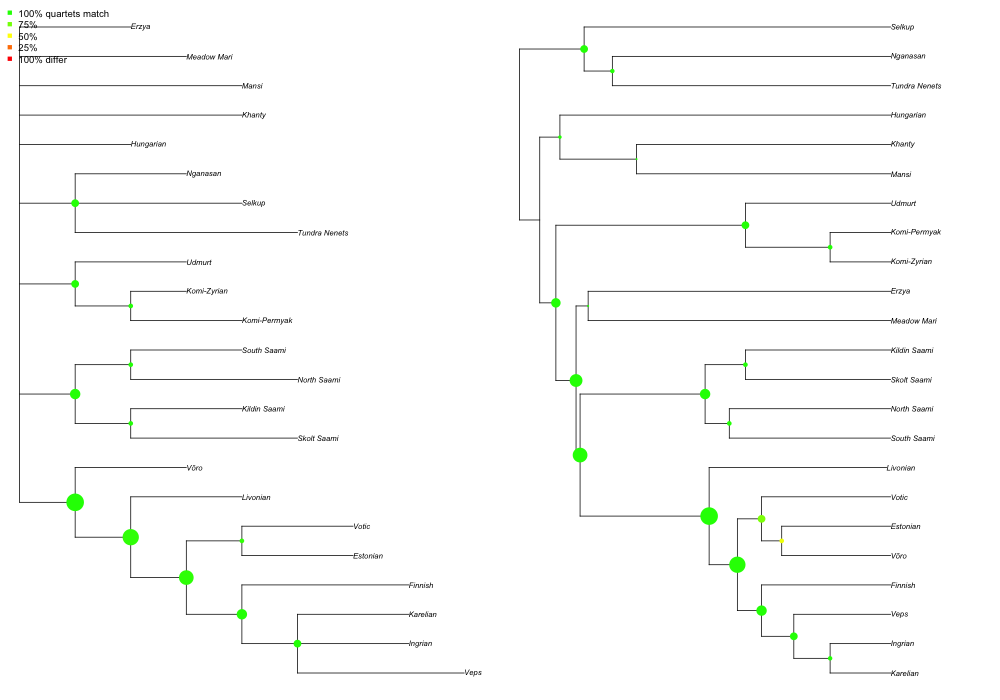 100% quartets match
75%
50%
25%
100% differ
Erzya
Meadow Mari
Mansi
Khanty
Hungarian
Nganasan
Selkup
Tundra Nenets
Udmurt
Komi-Zyrian
Komi-Permyak
South Saami
North Saami
Kildin Saami
Skolt Saami
Võro
Livonian
Votic
Estonian
Finnish
Karelian
Ingrian
Veps
Selkup
Nganasan
Tundra Nenets
Hungarian
Khanty
Mansi
Udmurt
Komi-Permyak
Komi-Zyrian
Erzya
Meadow Mari
Kildin Saami
Skolt Saami
North Saami
South Saami
Livonian
Votic
Estonian
Võro
Finnish
Veps
Ingrian
Karelian